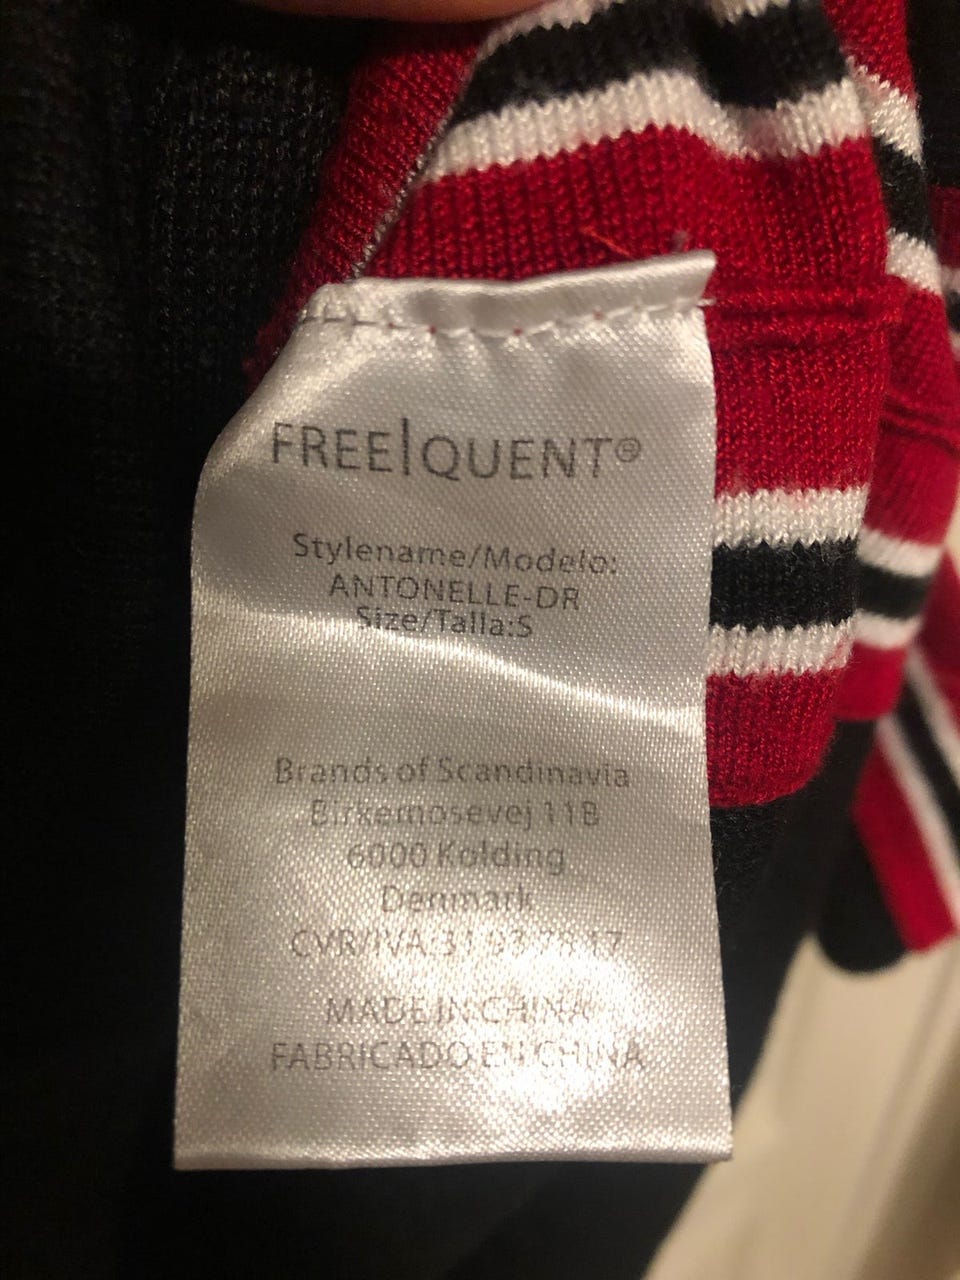 FREE|QUENT®
Stylename/Modelo:
ANTONELLE-DR
Size/Talla:S
Brands of Scandinavia
Birkemosevej 11B
6000 Kolding
Denmark
CVR/IVA:
MADE IN CHINA
FABRICADO EN CHINA